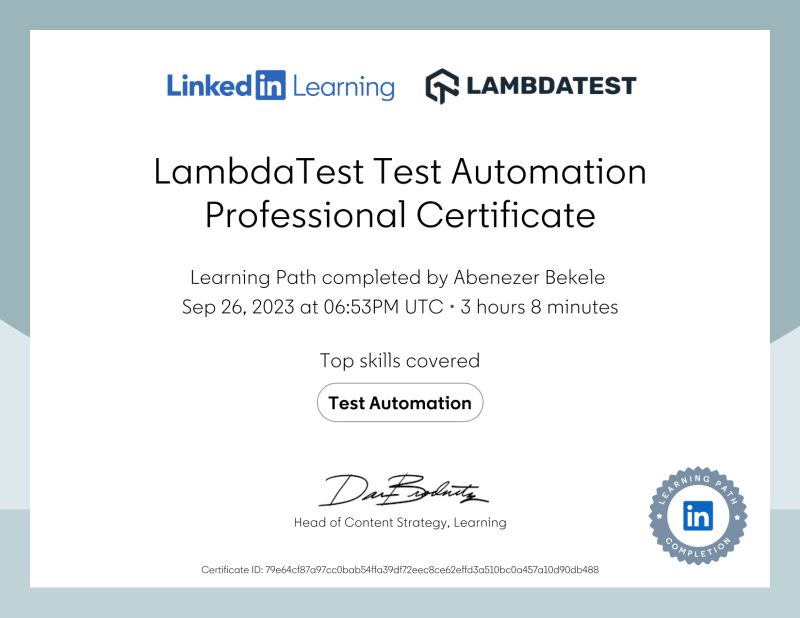 Linked in Learning
LAMBDATEST
LambdaTest Test Automation
Professional Certificate
Learning Path completed by Abenezer Bekele
Sep 26, 2023 at 06:53PM UTC • 3 hours 8 minutes
Top skills covered
Test Automation
Head of Content Strategy, Learning
LEARNING PATH
in
COMPLETION
Certificate ID: 79e64cf87a97cc0bab54ffa39df72eec8ce62effd3a510bc0a457a10d90db488